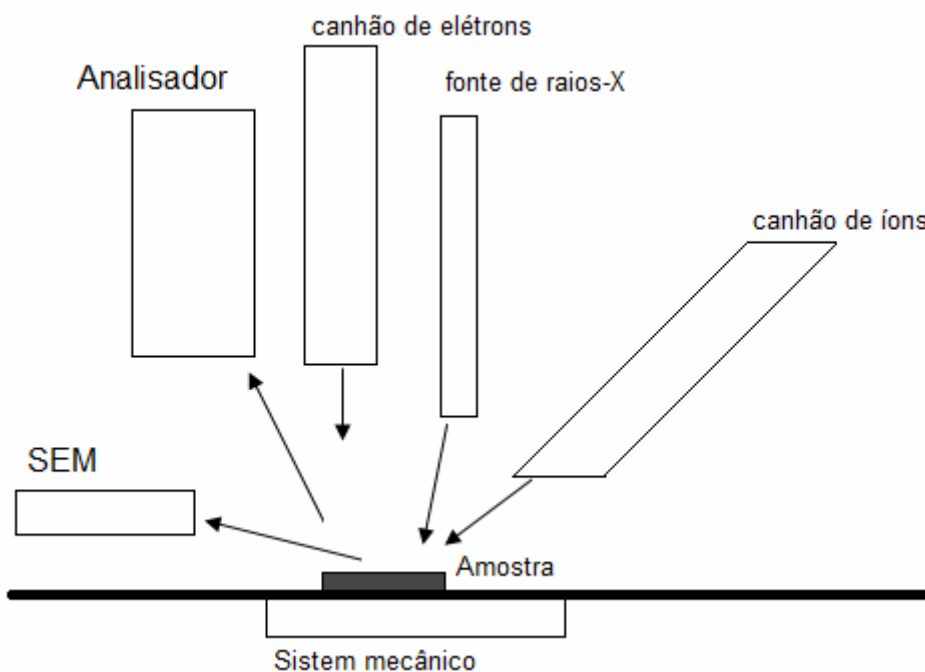 canhão de elétrons
Analisador
fonte de raios-X
canhão de íons
SEM
Amostra
Sistem mecânico